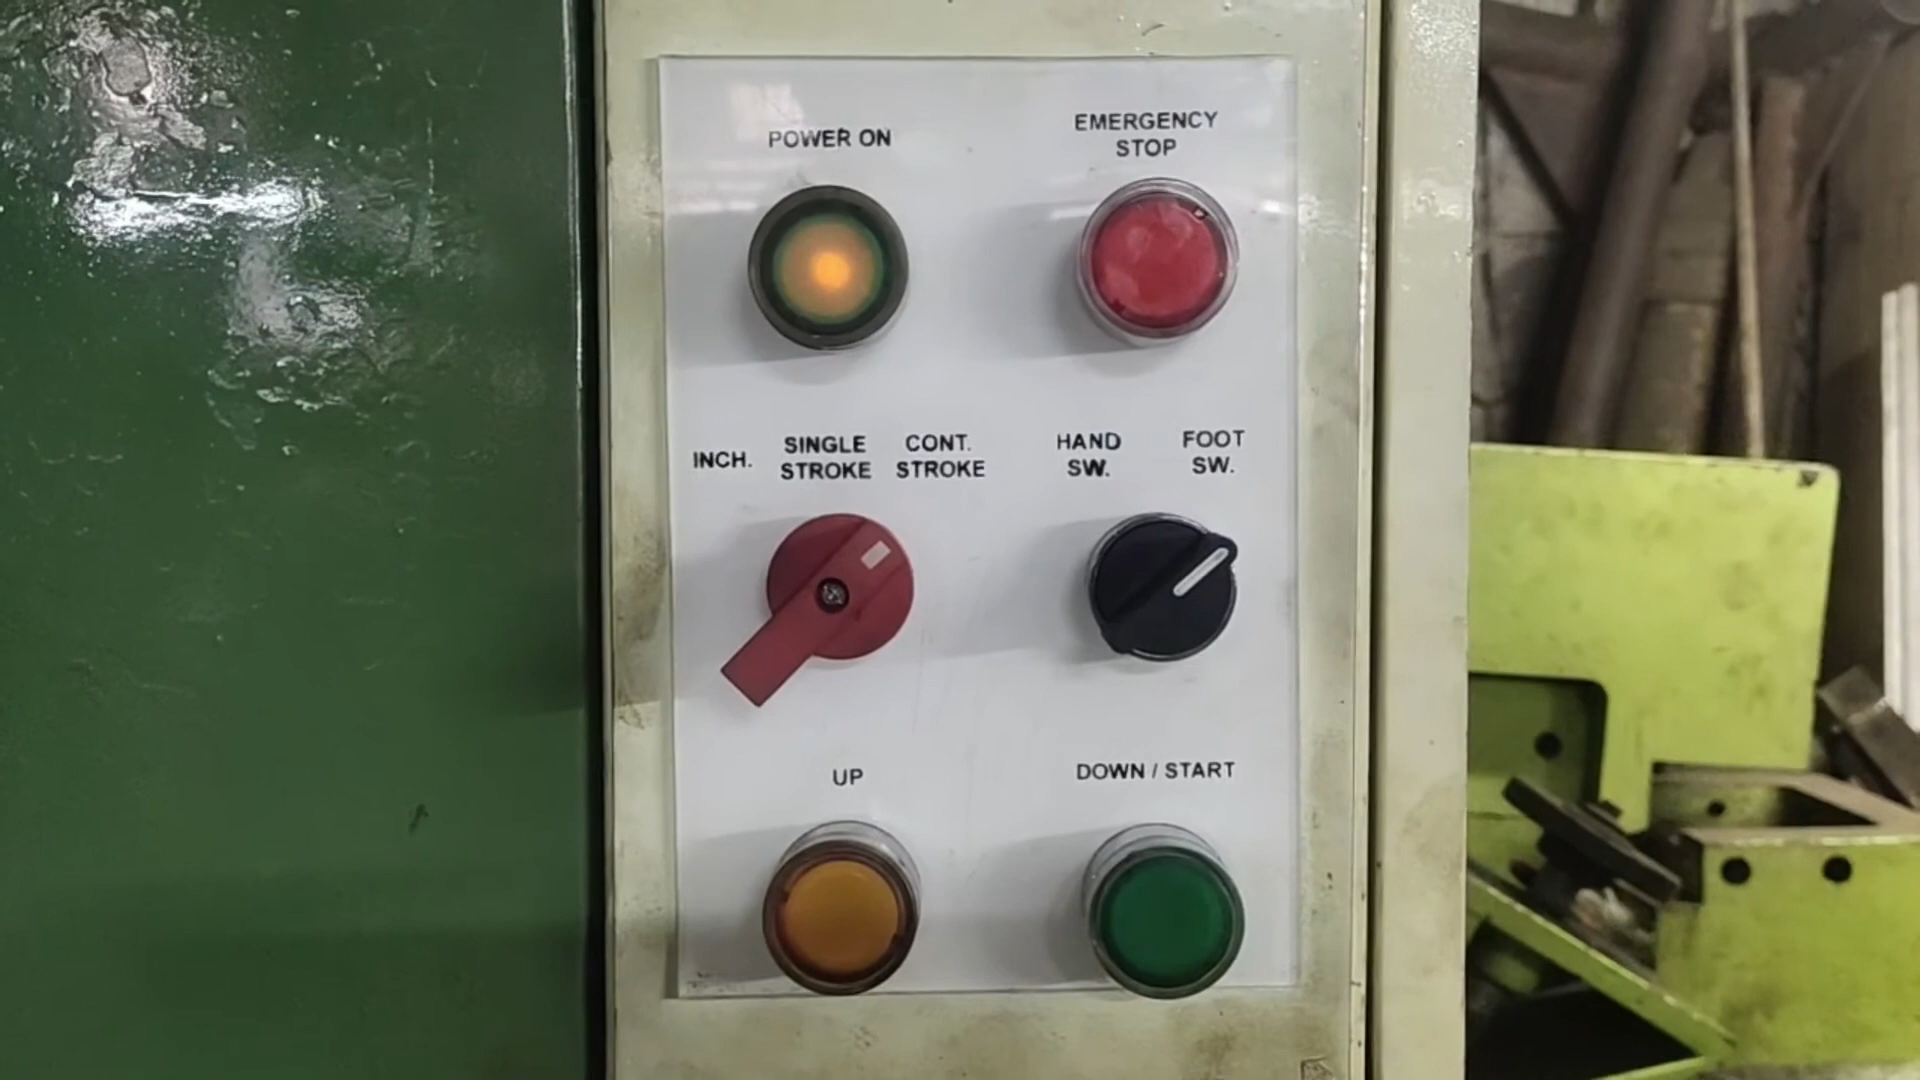 POWER ON
EMERGENCY
STOP
INCH.
SINGLE
STROKE
CONT.
STROKE
HAND
SW.
FOOT
SW.
UP
DOWN / START